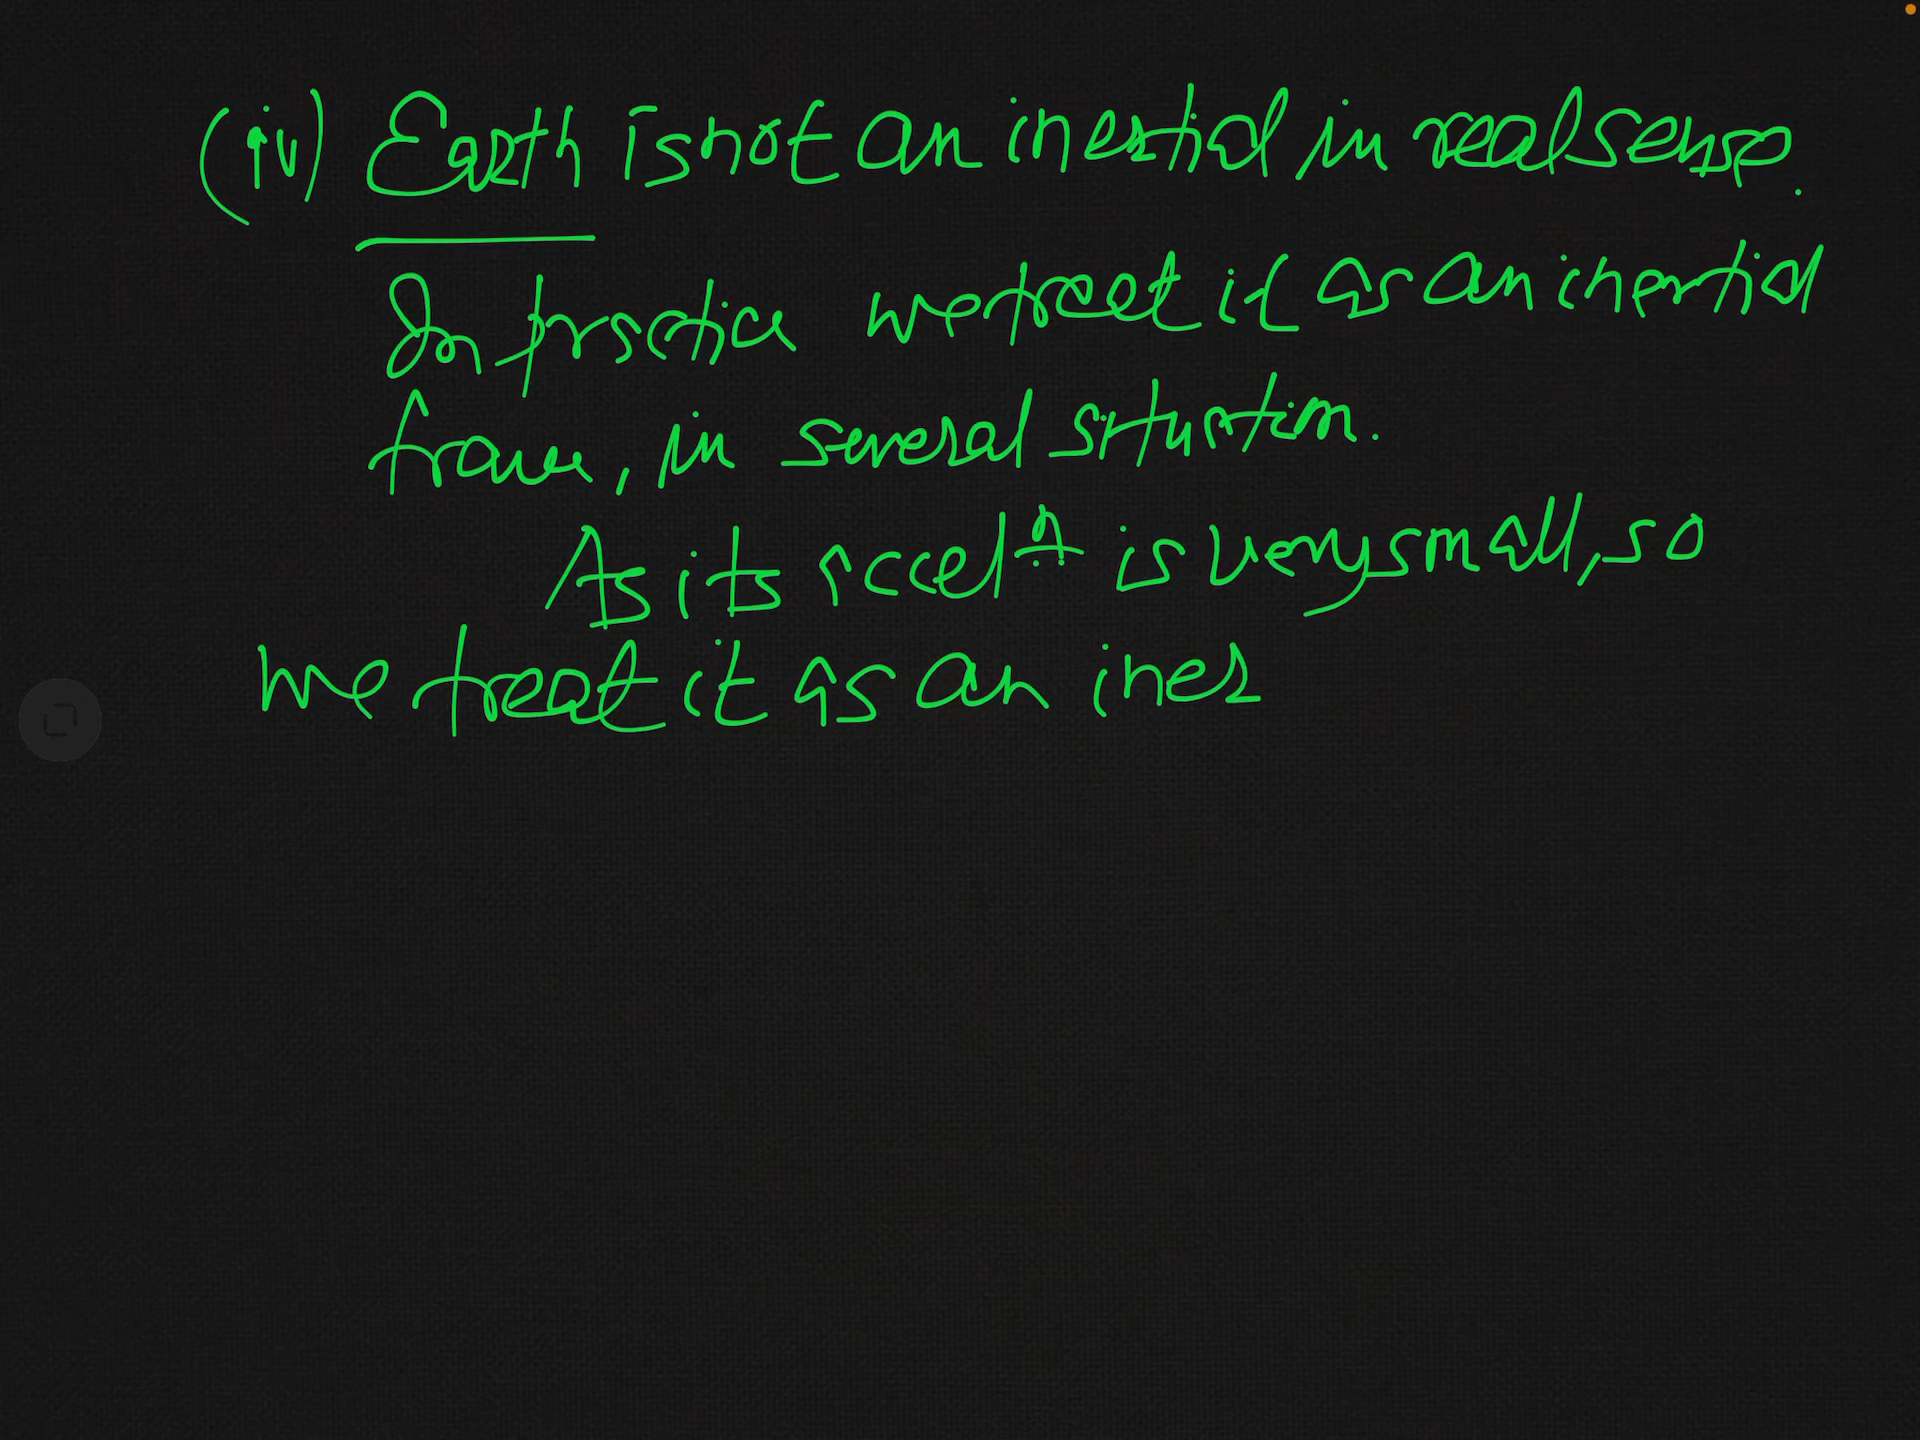 (iv) Earth is not an inertial in real sense.
In practice we treat it as an inertial
frame, in several situation.
As its accelⁿ is very small, so
we treat it as an iner